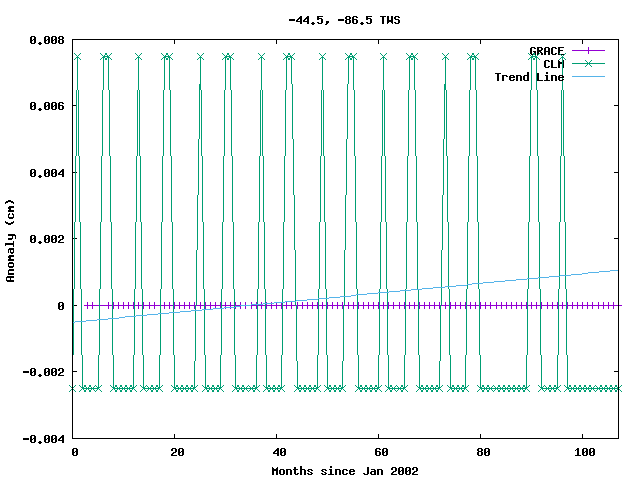 -44.5, -86.5 TWS
GRACE
CLM
Trend Line
0.008
0.006
0.004
0.002
0
-0.002
-0.004
Anomaly (cm)
0 20 40 60 80 100
Months since Jan 2002